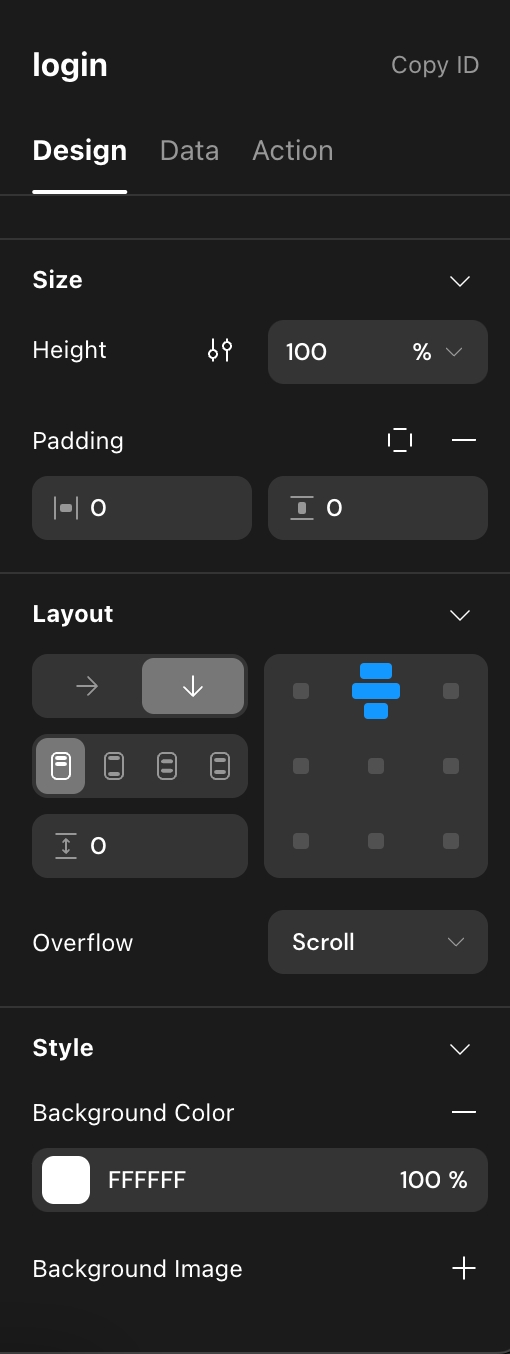 login
Copy ID
Design Data Action
Size
Height 100 %
Padding
0 0
Layout
0
Overflow Scroll
Style
Background Color
FFFFFF 100 %
Background Image